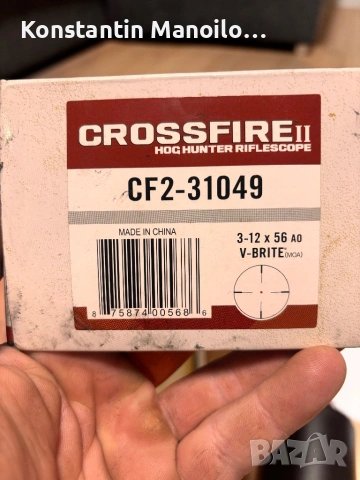 Konstantin Manoilo...
CROSSFIRE II
HOG HUNTER RIFLESCOPE
CF2-31049
MADE IN CHINA
3-12 x 56 AO
V-BRITE (MOA)
8 75874 00568 6
BAZAR